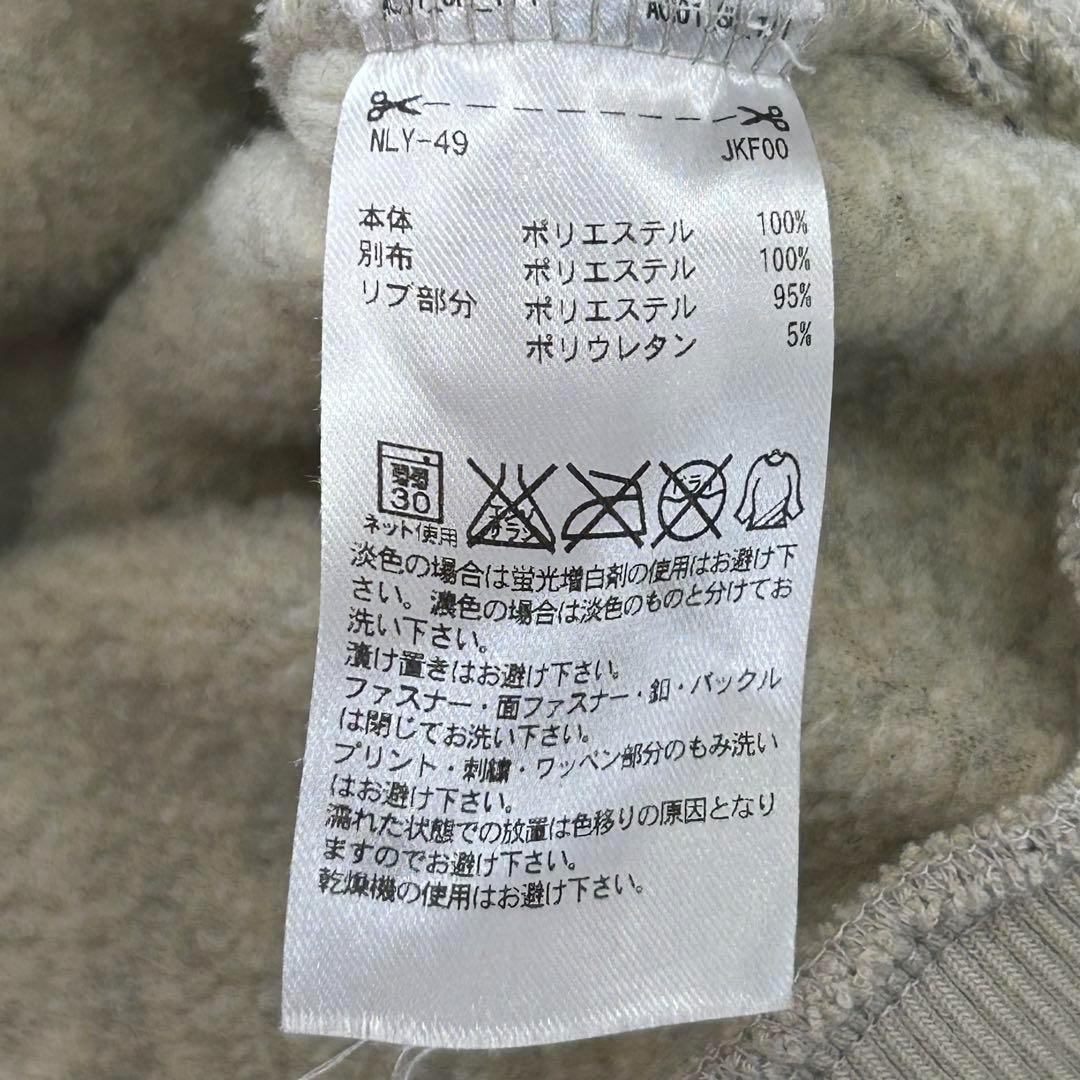 NLY-49 JKF00
本体 ポリエステル 100%
別布 ポリエステル 100%
リブ部分 ポリエステル 95%
ポリウレタン 5%
弱
30
ネット使用
淡色の場合は蛍光増白剤の使用はお避け下
さい。濃色の場合は淡色のものと分けてお
洗い下さい。
漬け置きはお避け下さい。
ファスナー・面ファスナー・釦・バックル
は閉じてお洗い下さい。
プリント・刺繍・ワッペン部分のもみ洗い
はお避け下さい。
濡れた状態での放置は色移りの原因となり
ますのでお避け下さい。
乾燥機の使用はお避け下さい。